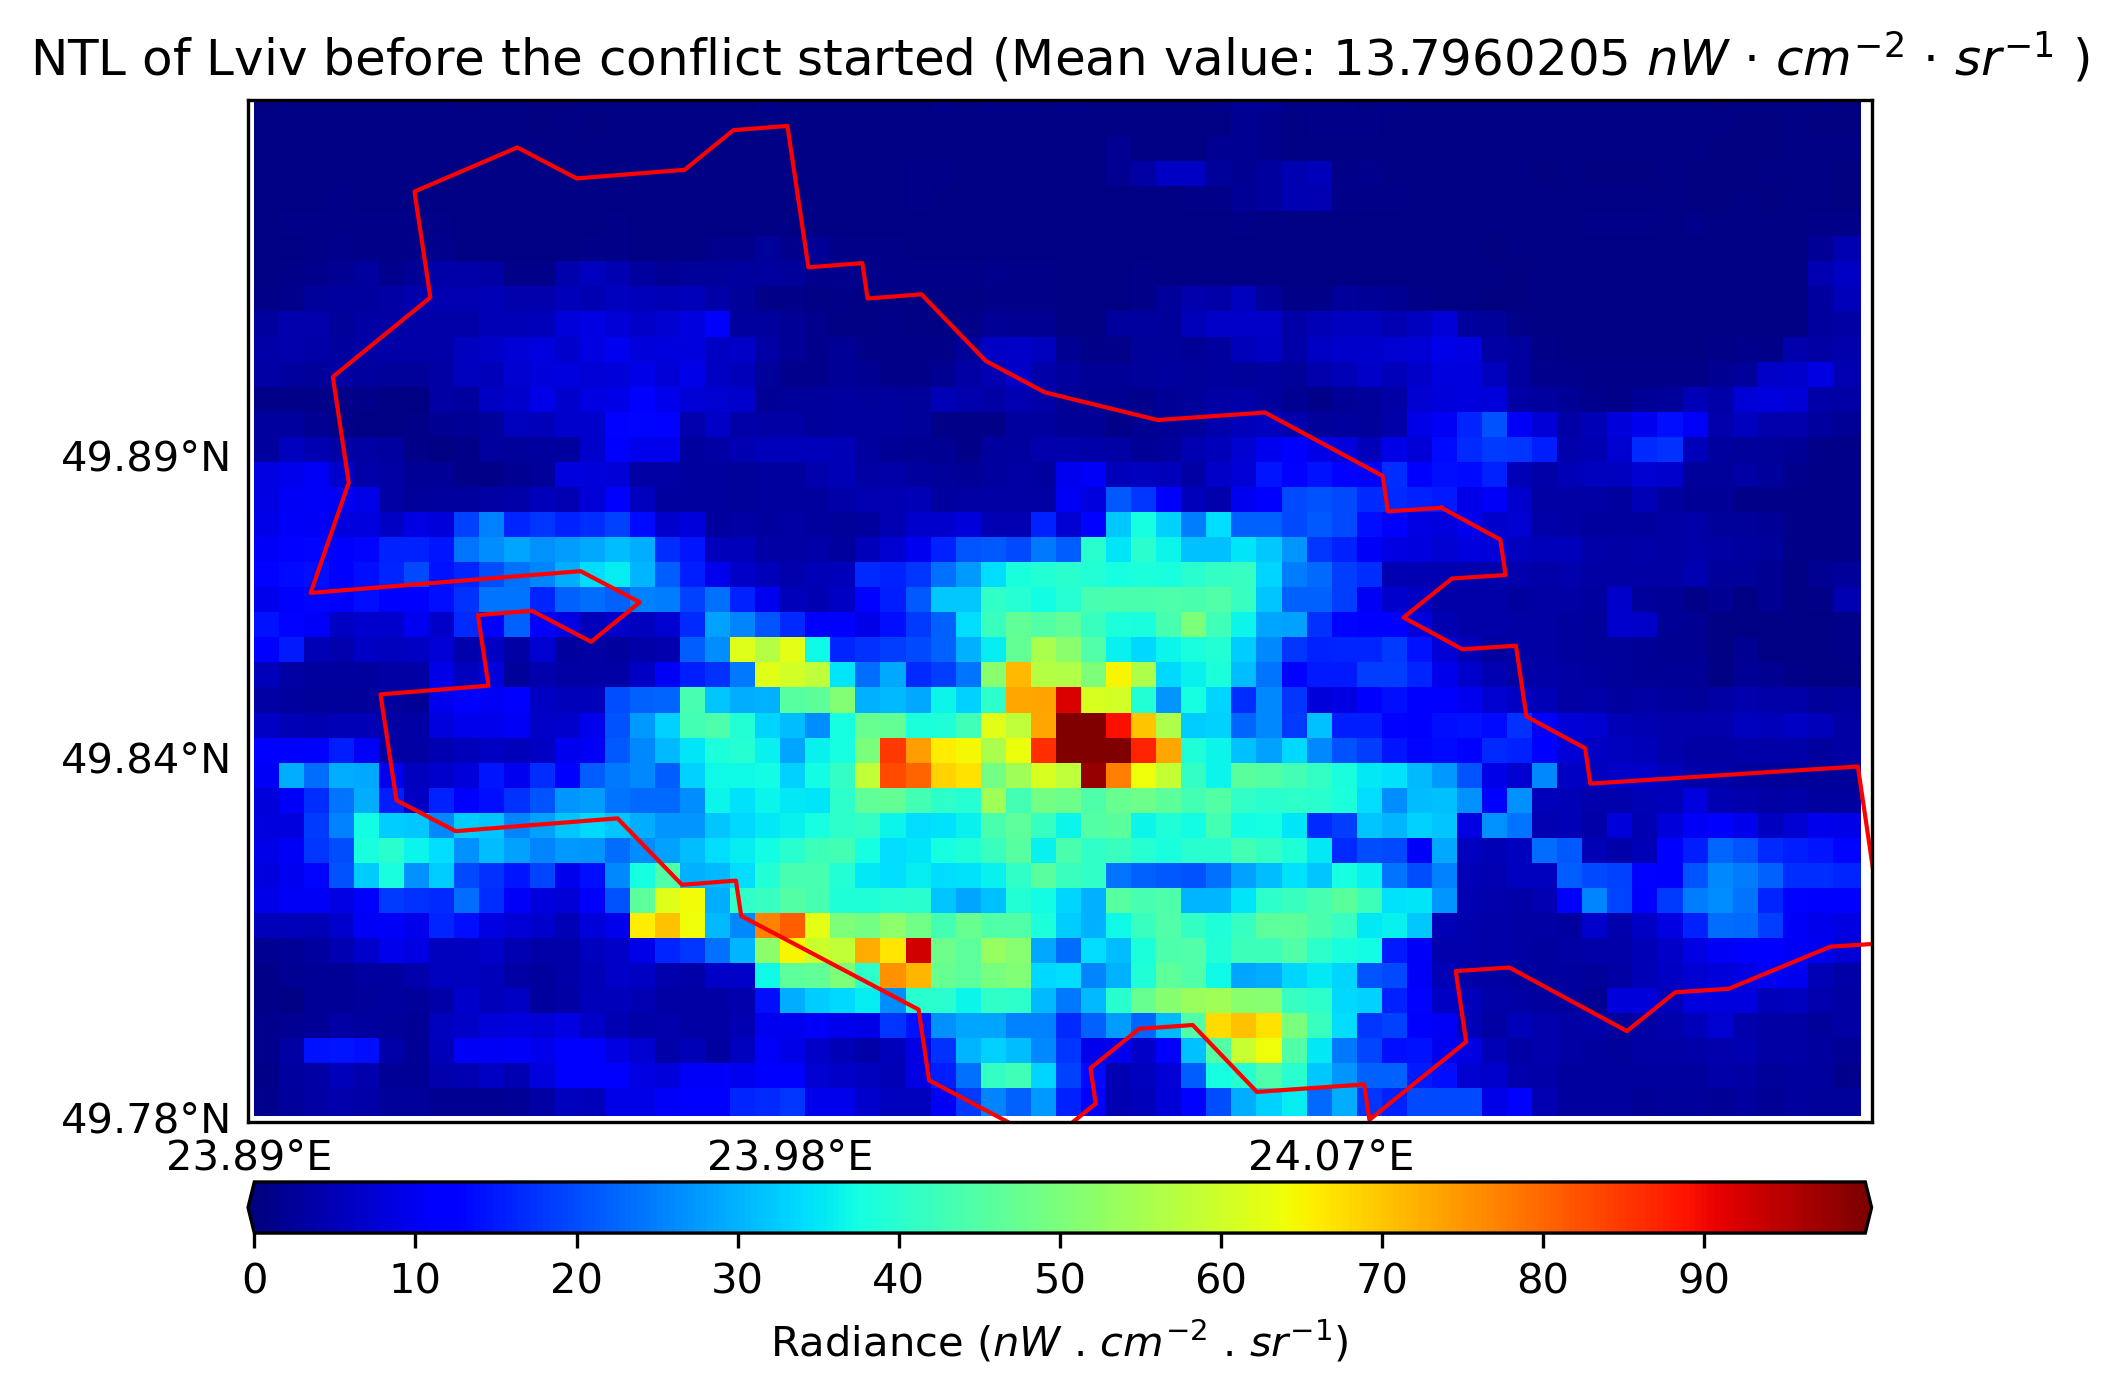 NTL of Lviv before the conflict started (Mean value: 13.7960205 nW · cm⁻² · sr⁻¹ )
49.89°N
49.84°N
49.78°N
23.89°E 23.98°E 24.07°E
0 10 20 30 40 50 60 70 80 90
Radiance (nW . cm⁻² . sr⁻¹)